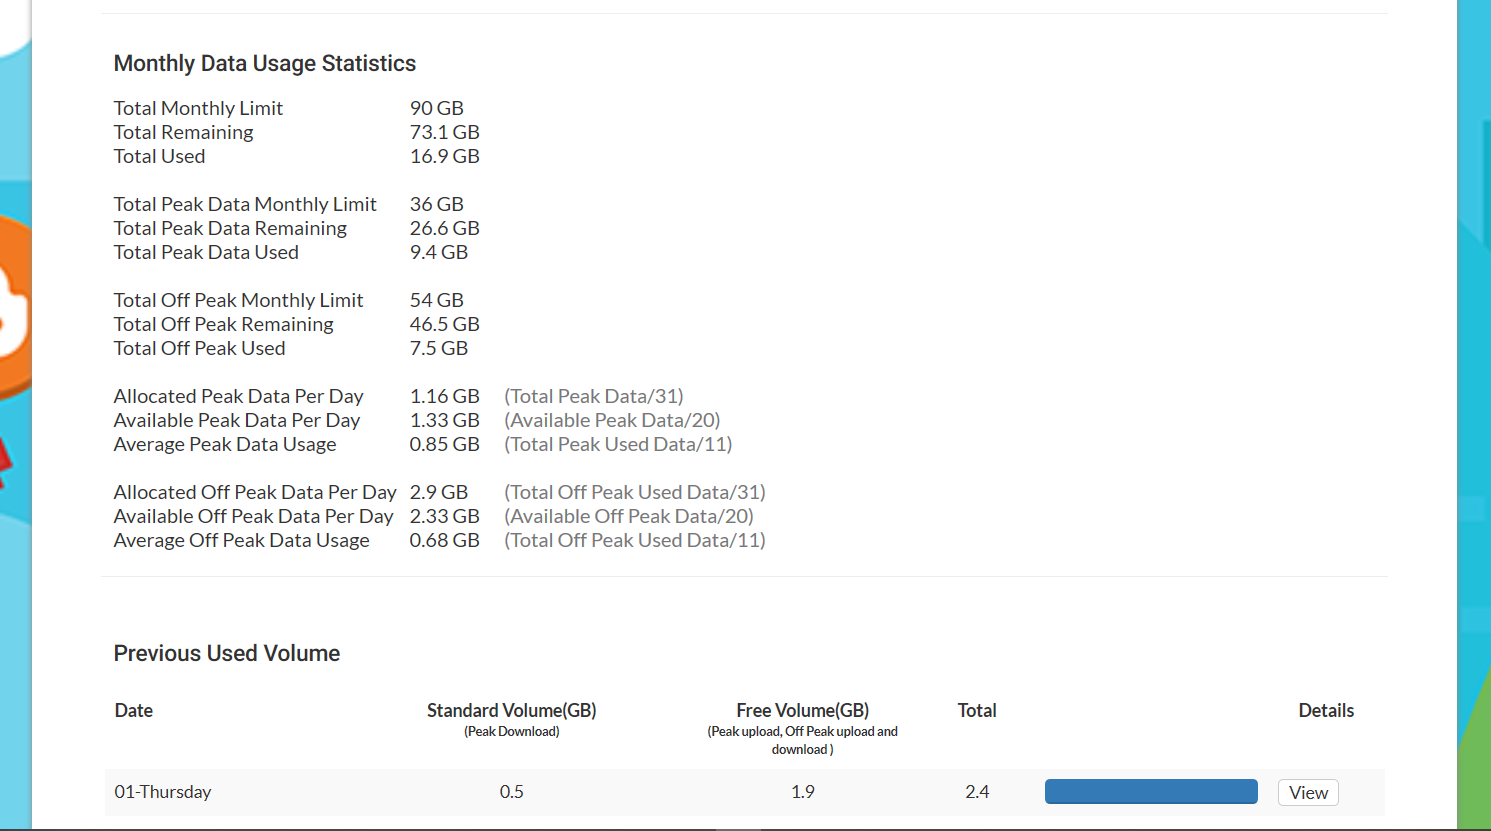 Monthly Data Usage Statistics
Total Monthly Limit 90 GB
Total Remaining 73.1 GB
Total Used 16.9 GB
Total Peak Data Monthly Limit 36 GB
Total Peak Data Remaining 26.6 GB
Total Peak Data Used 9.4 GB
Total Off Peak Monthly Limit 54 GB
Total Off Peak Remaining 46.5 GB
Total Off Peak Used 7.5 GB
Allocated Peak Data Per Day 1.16 GB (Total Peak Data/31)
Available Peak Data Per Day 1.33 GB (Available Peak Data/20)
Average Peak Data Usage 0.85 GB (Total Peak Used Data/11)
Allocated Off Peak Data Per Day 2.9 GB (Total Off Peak Used Data/31)
Available Off Peak Data Per Day 2.33 GB (Available Off Peak Data/20)
Average Off Peak Data Usage 0.68 GB (Total Off Peak Used Data/11)
Previous Used Volume
Date Standard Volume(GB) Free Volume(GB) Total Details
(Peak Download) (Peak upload, Off Peak upload and
download )
01-Thursday 0.5 1.9 2.4 View